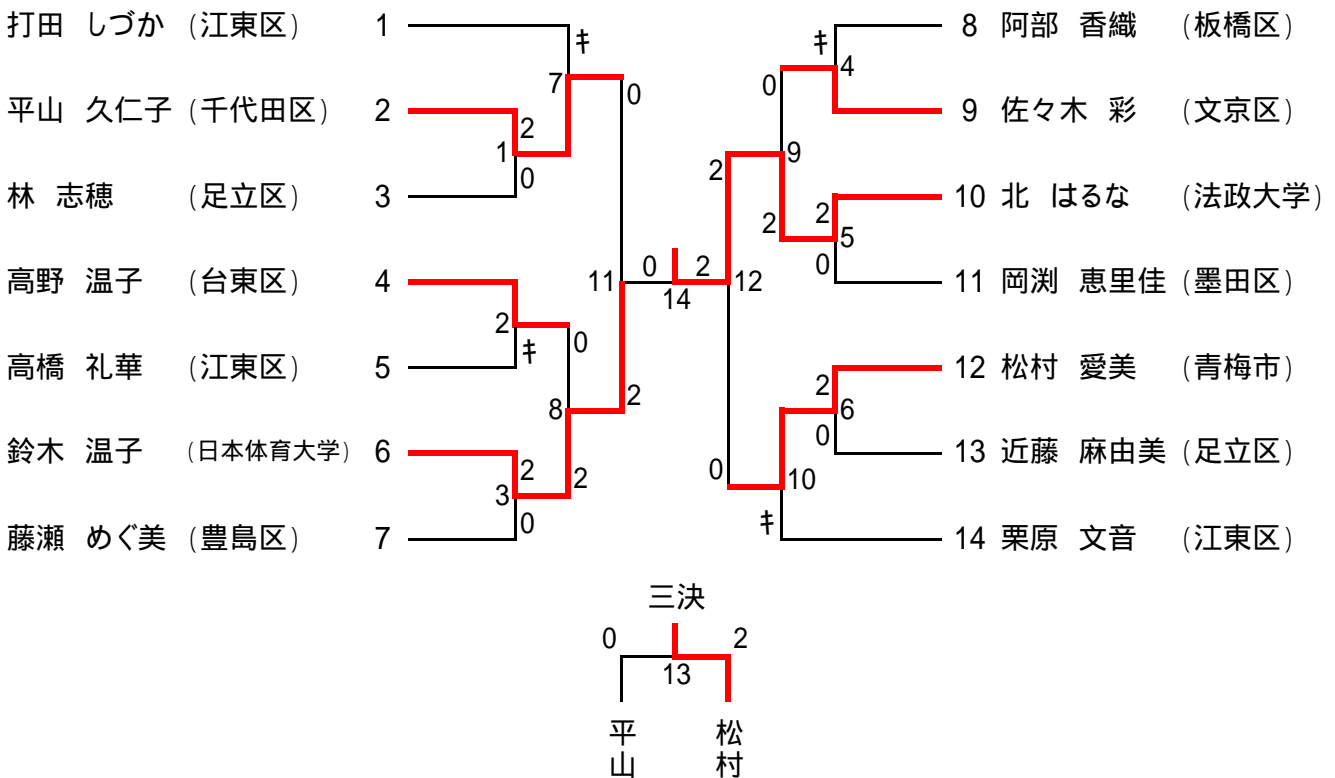 打田 しづか (江東区) 1
平山 久仁子 (千代田区) 2
林 志穂 (足立区) 3
高野 温子 (台東区) 4
高橋 礼華 (江東区) 5
鈴木 温子 (日本体育大学) 6
藤瀬 めぐ美 (豊島区) 7
キ
7
0
2
1
0
2
キ
0
8
2
3
0
2
11
2
0
14
2
8 阿部 香織 (板橋区)
9 佐々木 彩 (文京区)
10 北 はるな (法政大学)
11 岡渕 恵里佳 (墨田区)
12 松村 愛美 (青梅市)
13 近藤 麻由美 (足立区)
14 栗原 文音 (江東区)
キ
4
0
9
2
2
2
5
0
12
2
6
0
0
10
キ
三決
0
2
13
平山
松村